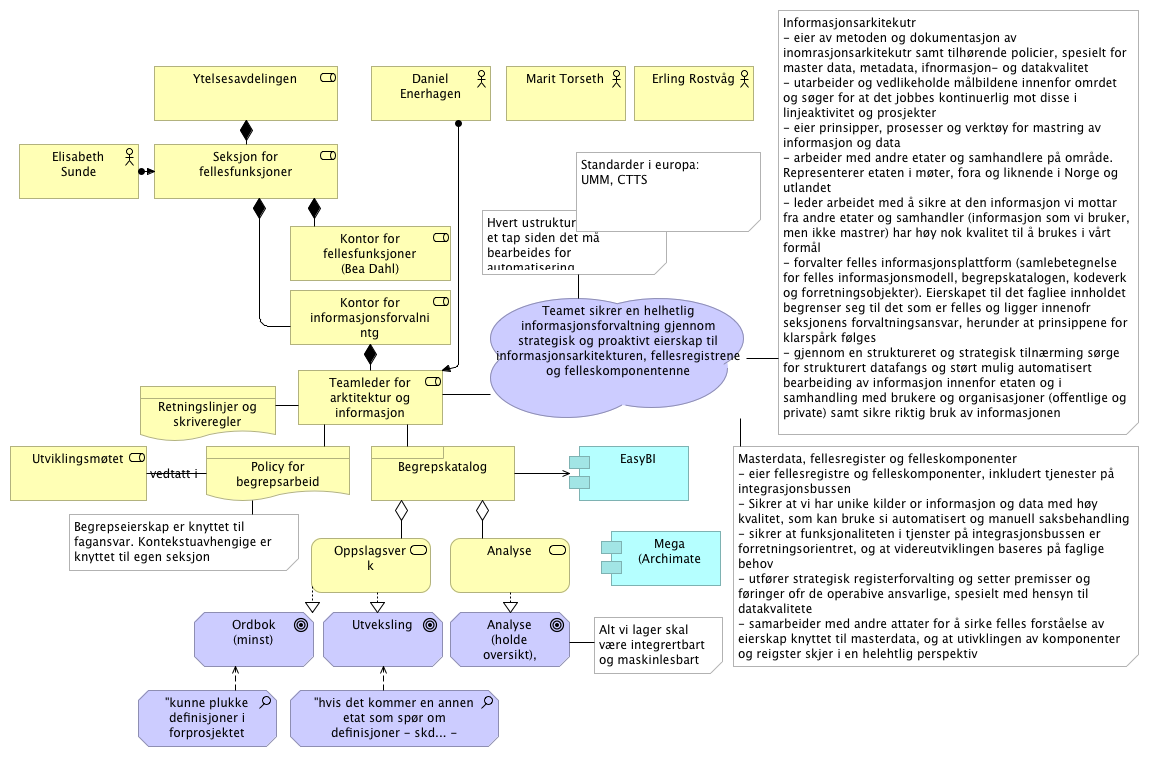 Ytelsesavdelingen
Daniel
Enerhagen
Marit Torseth
Erling Rostvåg
Elisabeth
Sunde
Seksjon for
fellesfunksjoner
Kontor for
fellesfunksjoner
(Bea Dahl)
Kontor for
informasjonsforvalni
ntg
Standarder i europa:
UMM, CTTS
Hvert ustruktur
et tap siden det må
bearbeides for
automatisering
Teamet sikrer en helhetlig
informasjonsforvaltning gjennom
strategisk og proaktivt eierskap til
informasjonsarkitekturen, fellesregistrene
og felleskomponentenne
Teamleder for
arktitektur og
informasjon
Retningslinjer og
skriveregler
Utviklingsmøtet
vedtatt i
Policy for
begrepsarbeid
Begrepskatalog
EasyBI
Begrepseierskap er knyttet til
fagansvar. Kontekstuavhengige er
knyttet til egen seksjon
Oppslagsver
k
Analyse
Mega
(Archimate
Ordbok
(minst)
Utveksling
Analyse
(holde
oversikt),
Alt vi lager skal
være integrertbart
og maskinlesbart
"kunne plukke
definisjoner i
forprosjektet
"hvis det kommer en annen
etat som spør om
definisjoner - skd... -
Informasjonsarkitekutr
- eier av metoden og dokumentasjon av
inomrasjonsarkitekutr samt tilhørende policier, spesielt for
master data, metadata, ifnormasjon- og datakvalitet
- utarbeider og vedlikeholde målbildene innenfor omrdet
og søger for at det jobbes kontinuerlig mot disse i
linjeaktivitet og prosjekter
- eier prinsipper, prosesser og verktøy for mastring av
informasjon og data
- arbeider med andre etater og samhandlere på område.
Representerer etaten i møter, fora og liknende i Norge og
utlandet
- leder arbeidet med å sikre at den informasjon vi mottar
fra andre etater og samhandler (informasjon som vi bruker,
men ikke mastrer) har høy nok kvalitet til å brukes i vårt
formål
- forvalter felles informasjonsplattform (samlebetegnelse
for felles informasjonsmodell, begrepskatalogen, kodeverk
og forretningsobjekter). Eierskapet til det fagliee innholdet
begrenser seg til det som er felles og ligger innenofr
seksjonens forvaltningsansvar, herunder at prinsippene for
klarspårk følges
- gjennom en struktureret og strategisk tilnærming sørge
for strukturert datafangs og størt mulig automatisert
bearbeiding av informasjon innenfor etaten og i
samhandling med brukere og organisasjoner (offentlige og
private) samt sikre riktig bruk av informasjonen
Masterdata, fellesregister og felleskomponenter
- eier fellesregistre og felleskomponenter, inkludert tjenester på
integrasjonsbussen
- Sikrer at vi har unike kilder or informasjon og data med høy
kvalitet, som kan bruke si automatisert og manuell saksbehandling
- sikrer at funksjonaliteten i tjenster på integrasjonsbussen er
forretningsorientret, og at videreutviklingen baseres på faglige
behov
- utfører strategisk registerforvalting og setter premisser og
føringer ofr de operabive ansvarlige, spesielt med hensyn til
datakvalitete
- samarbeider med andre attater for å sirke felles forståelse av
eierskap knyttet til masterdata, og at utivklingen av komponenter
og reigster skjer i en helehtlig perspektiv